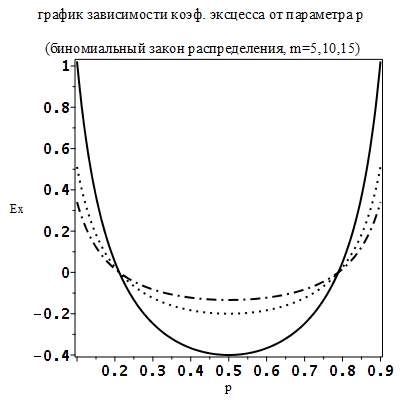 график зависимости коэф. эксцесса от параметра p
(биномиальный закон распределения, m=5,10,15)
1
0.8
0.6
0.4
Ex
0.2
0
−0.2
−0.4
0.2 0.3 0.4 0.5 0.6 0.7 0.8 0.9
p